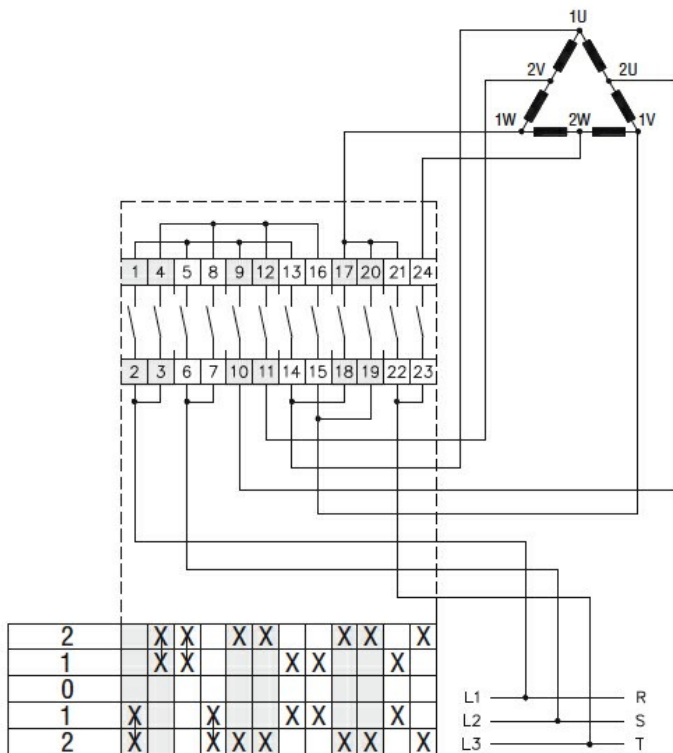 1U
2V 2U
1W 2W 1V
1 4 5 8 9 12 13 16 17 20 21 24
2 3 6 7 10 11 14 15 18 19 22 23
2 X X X X X X X
1 X X X X X
0
1 X X X X X
2 X X X X X X X
L1 R
L2 S
L3 T